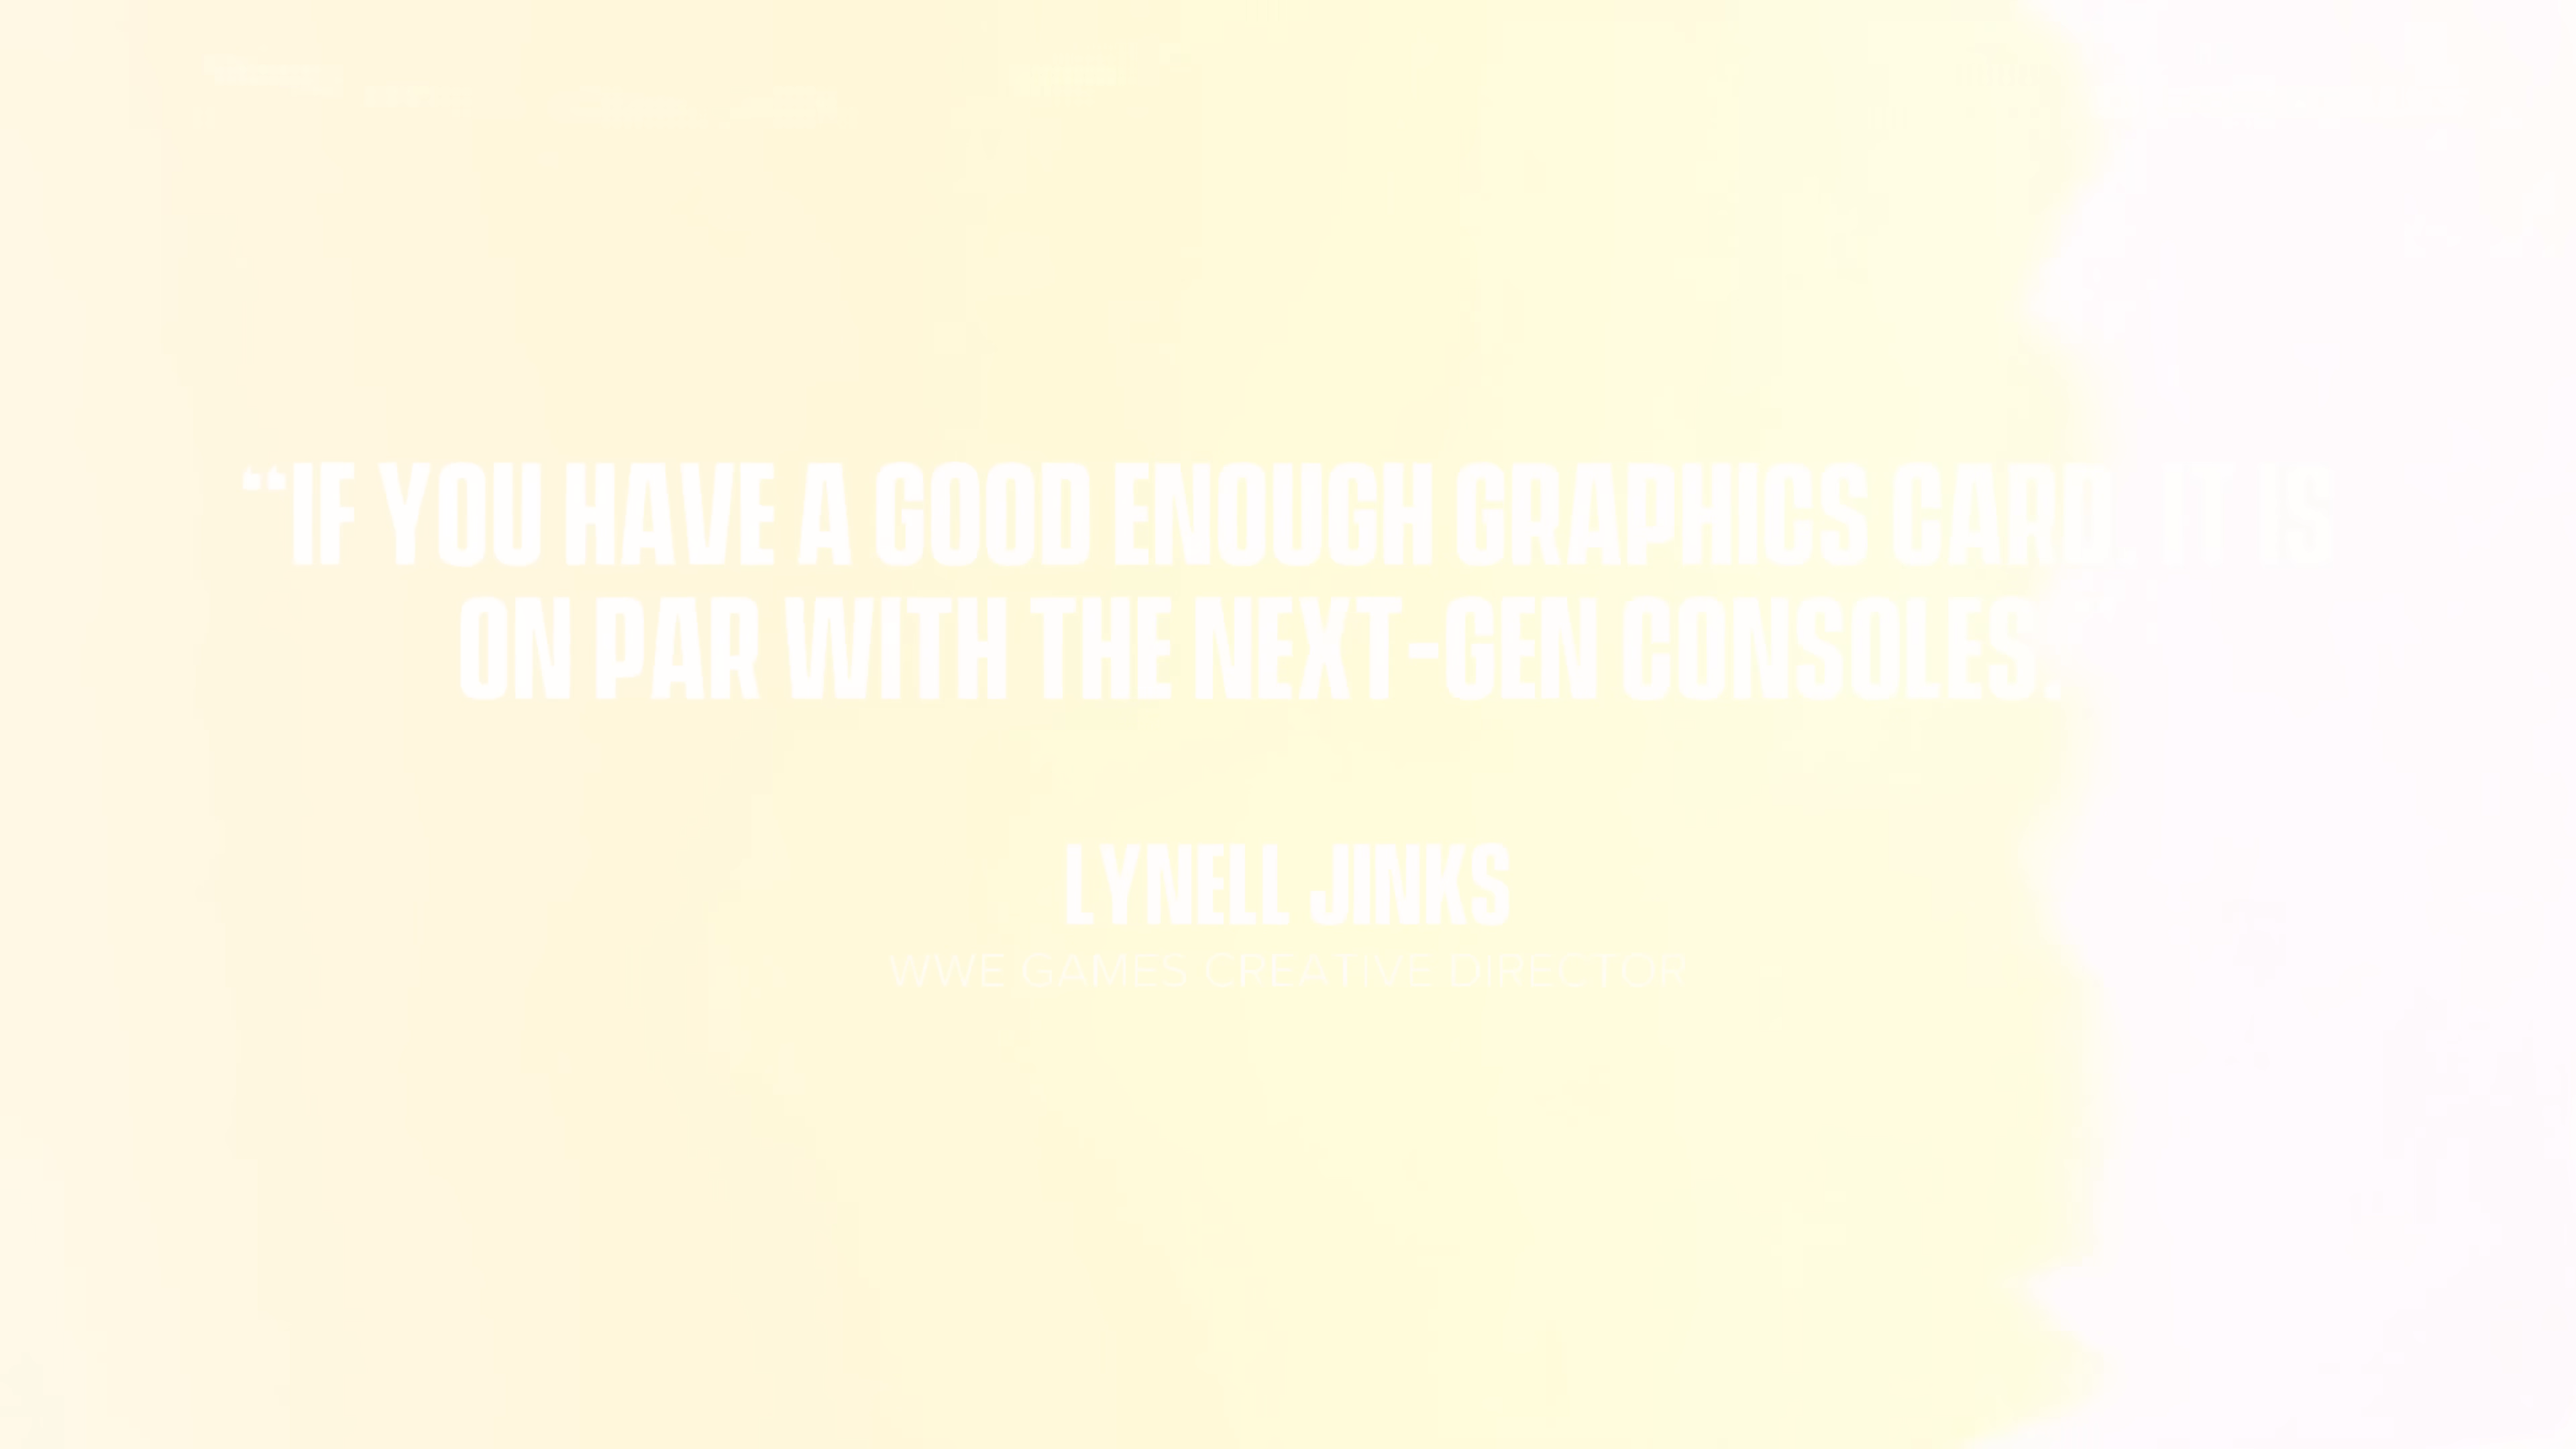 “IF YOU HAVE A GOOD ENOUGH GRAPHICS CARD, IT IS
ON PAR WITH THE NEXT-GEN CONSOLES.
LYNELL JINKS
WWE GAMES CREATIVE DIRECTOR